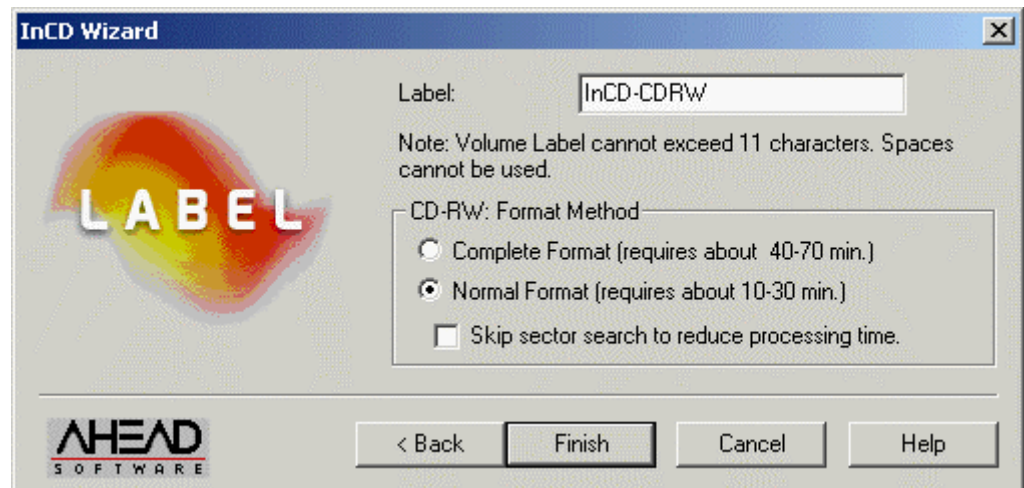 InCD Wizard
Label: InCD-CDRW
Note: Volume Label cannot exceed 11 characters. Spaces
cannot be used.
LABEL
CD-RW: Format Method
Complete Format (requires about  40-70 min.)
Normal Format (requires about 10-30 min.)
Skip sector search to reduce processing time.
AHEAD
SOFTWARE
< Back Finish Cancel Help